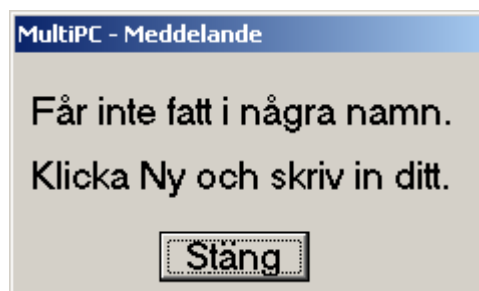 MultiPC - Meddelande
Får inte fatt i några namn.
Klicka Ny och skriv in ditt.
Stäng